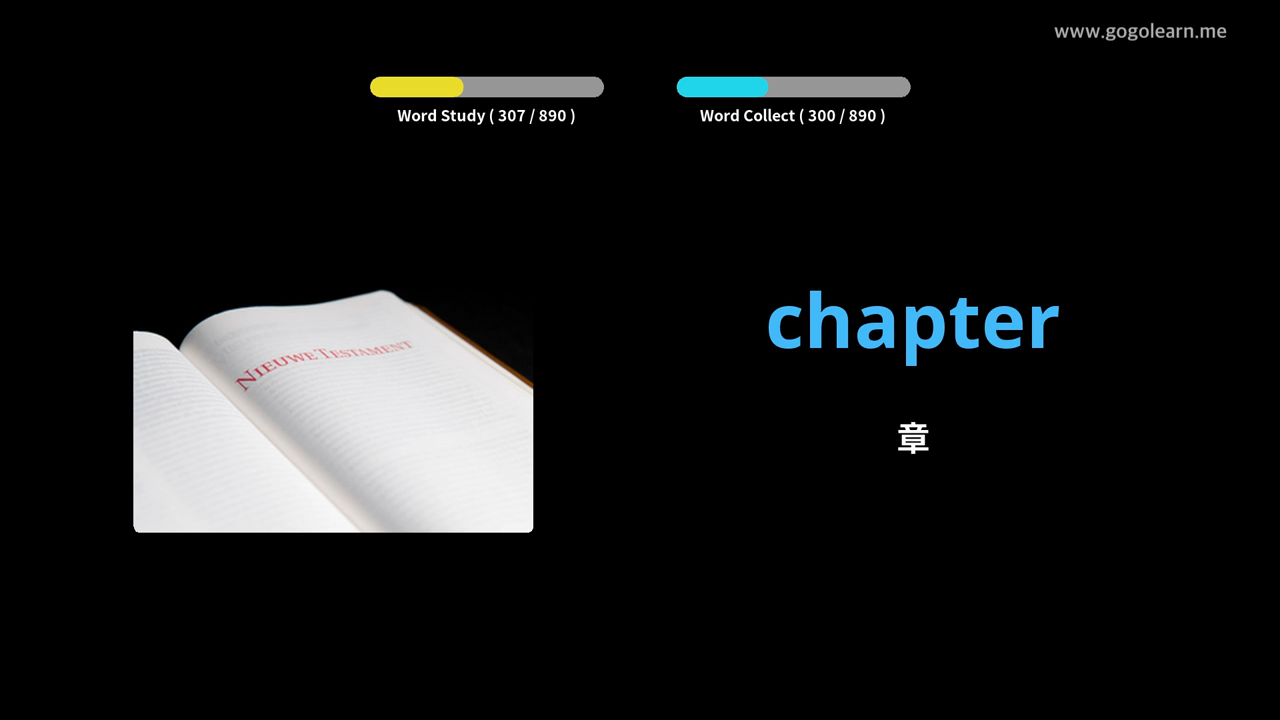 www.gogolearn.me
Word Study ( 307 / 890 )
Word Collect ( 300 / 890 )
NIEUWE TESTAMENT
chapter
章